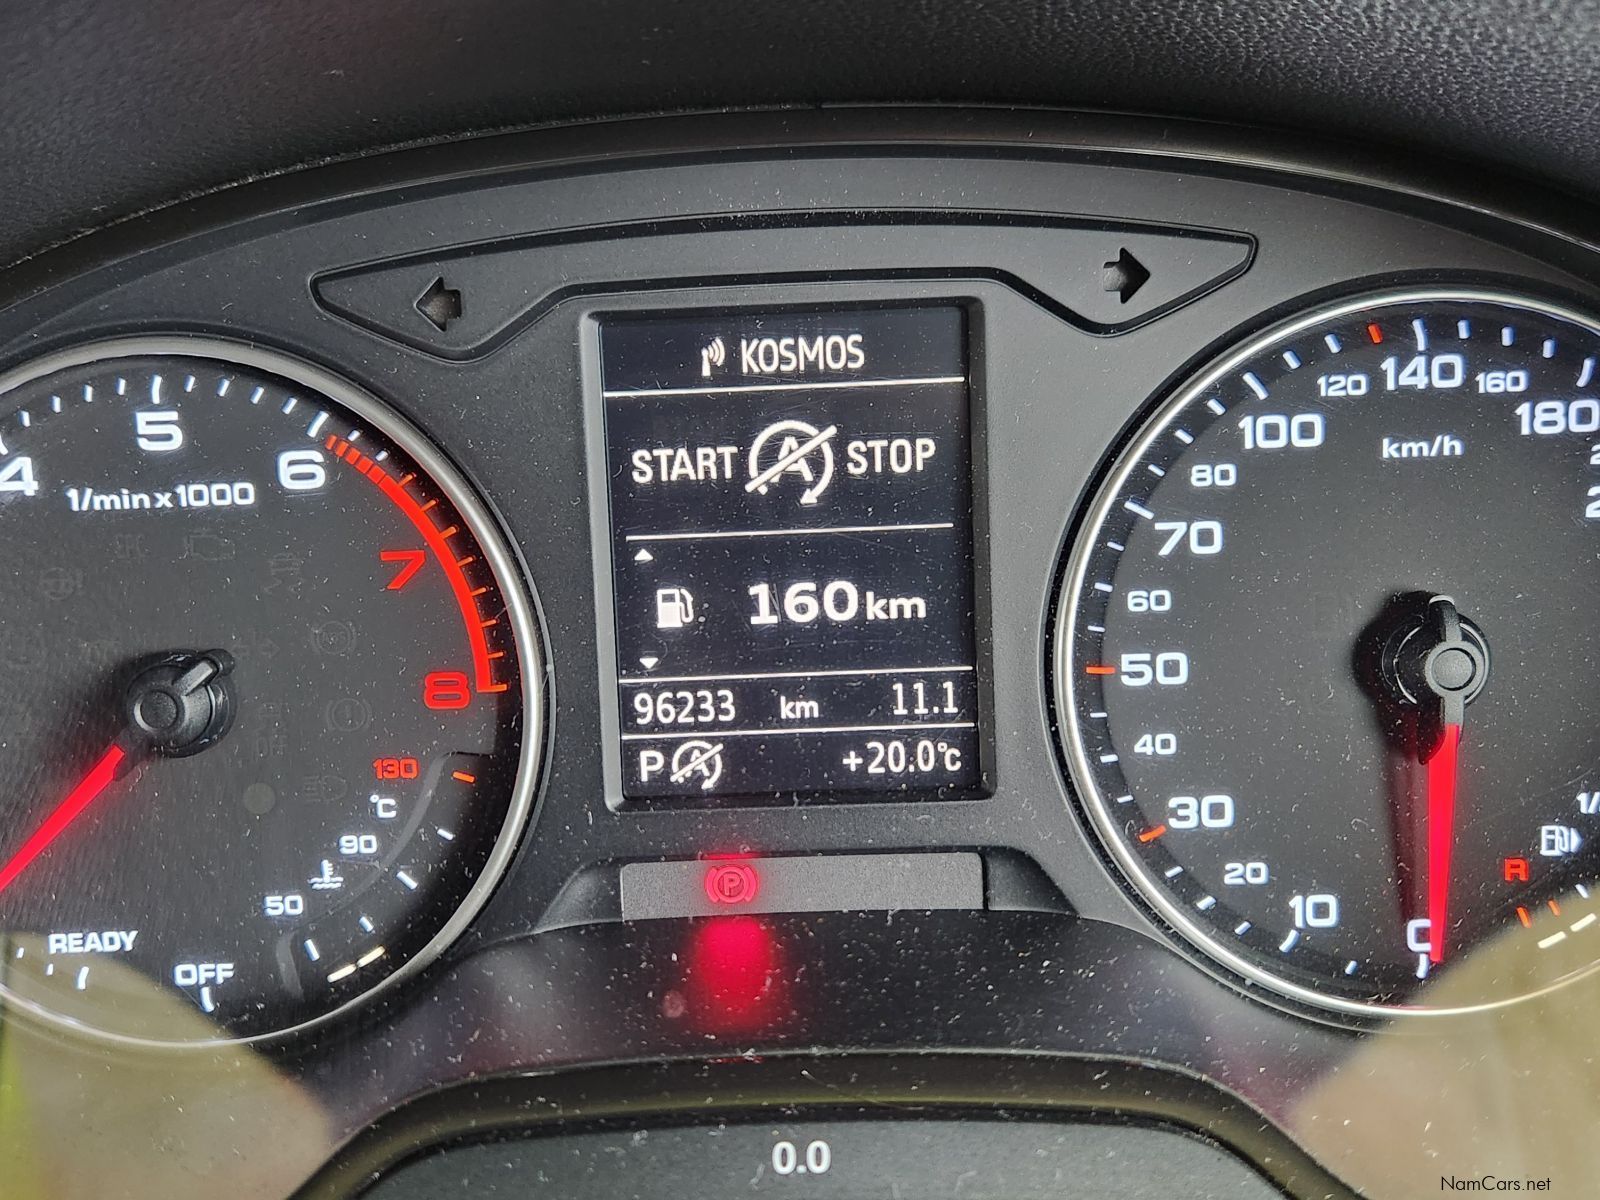 KOSMOS
START A STOP
160 km
96233 km 11.1
P A +20.0°C
4 5 6 7 8
1/min x 1000
130
°C
90
50
READY
OFF
0 10 20 30 40 50 60 70 80 100 120 140 160 180
km/h
R
P
0.0
NamCars.net